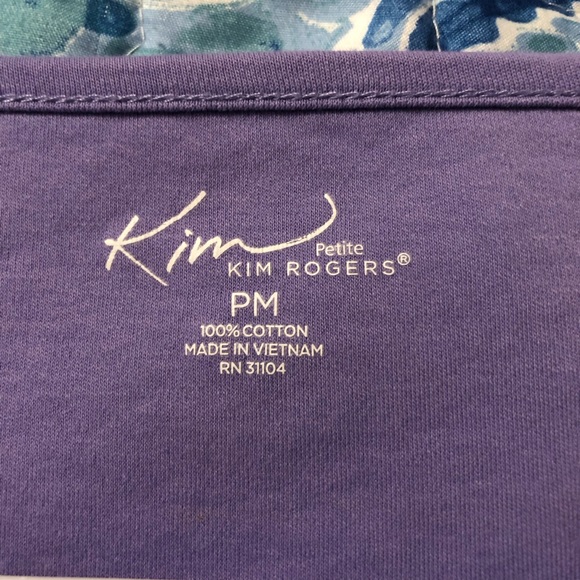 Kim
Petite
KIM ROGERS®
PM
100% COTTON
MADE IN VIETNAM
RN 31104